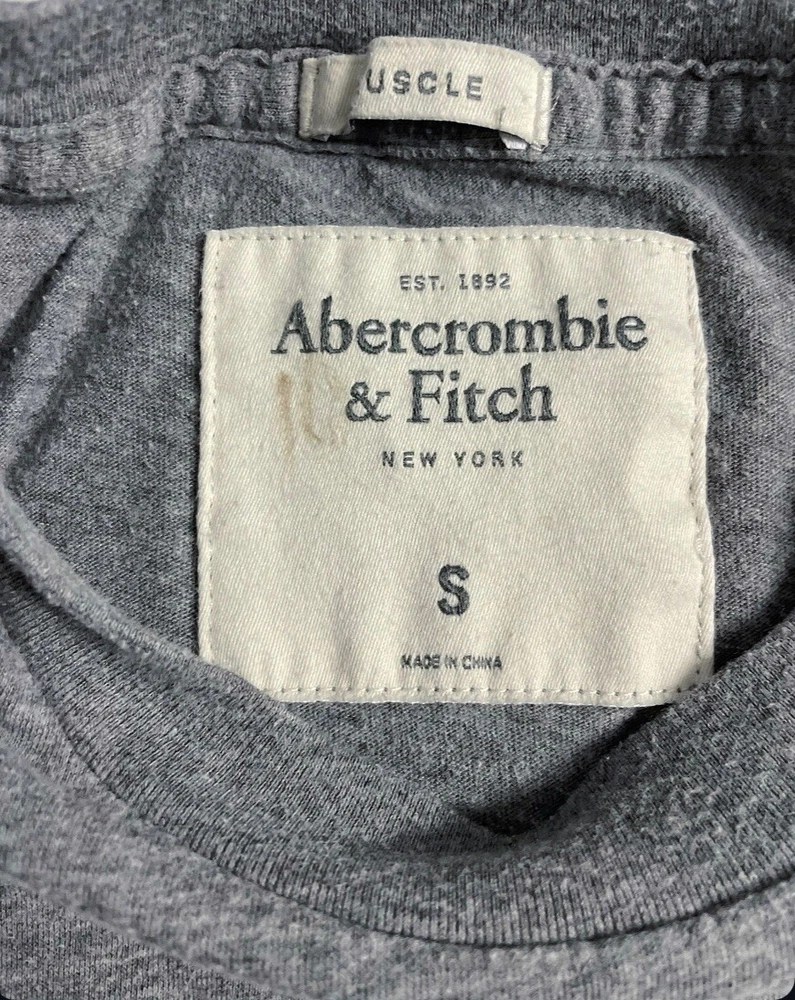 USCLE
EST. 1892
Abercrombie
& Fitch
NEW YORK
S
MADE IN CHINA